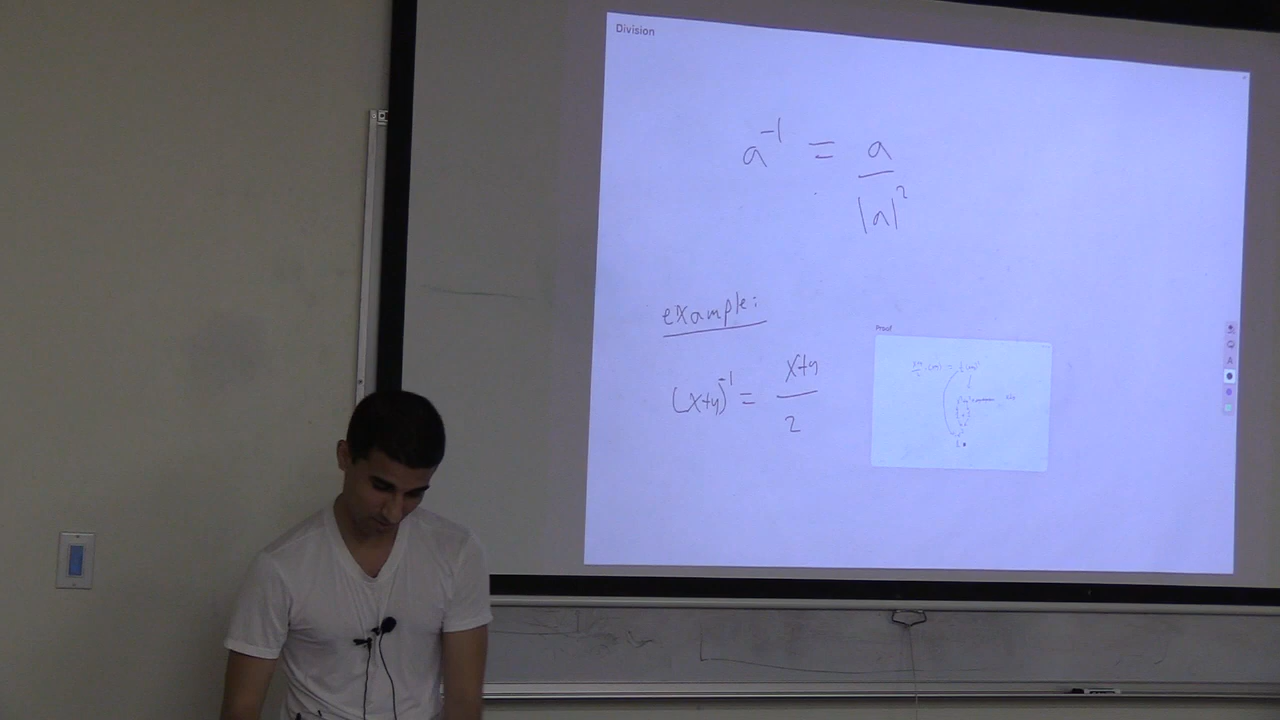 Division
a⁻¹ = a / |a|²
example:
(x+y)⁻¹ = x+y / 2
Proof